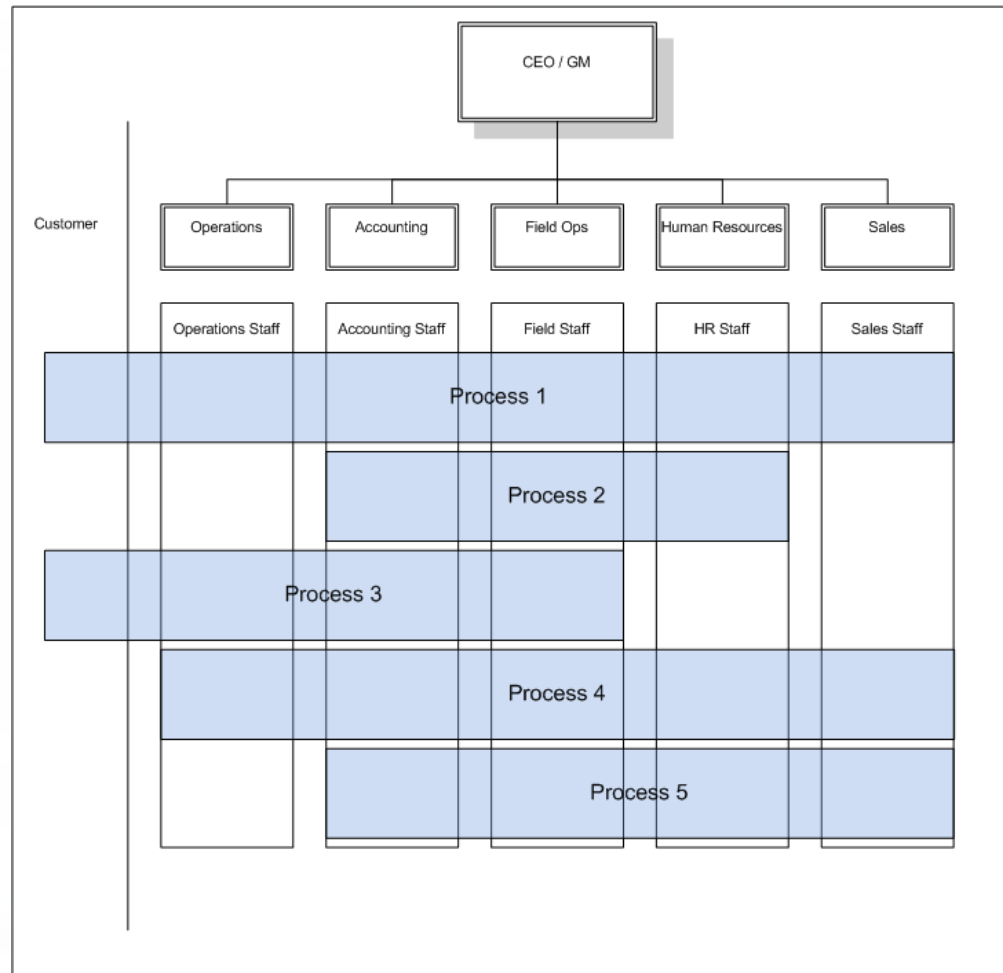 CEO / GM
Customer
Operations
Accounting
Field Ops
Human Resources
Sales
Operations Staff
Accounting Staff
Field Staff
HR Staff
Sales Staff
Process 1
Process 2
Process 3
Process 4
Process 5